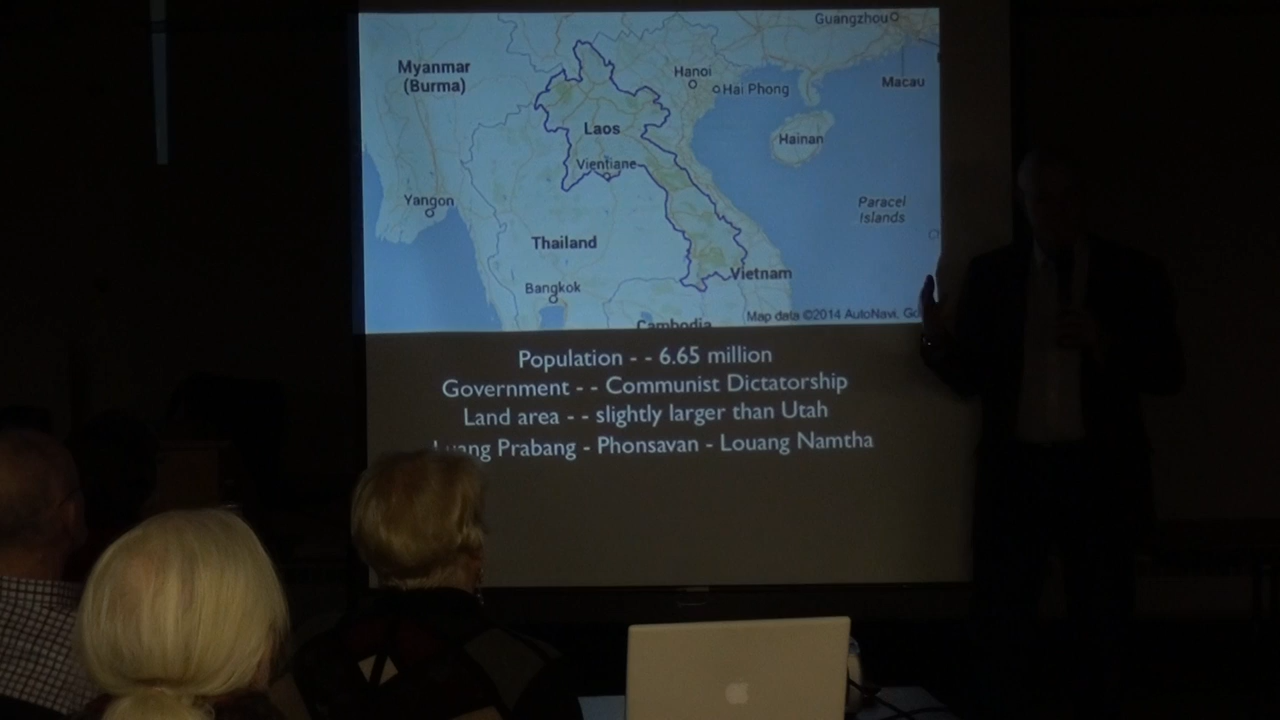 Guangzhou
Myanmar
(Burma)
Hanoi
Hai Phong
Macau
Laos
Hainan
Vientiane
Yangon
Paracel
Islands
Thailand
Vietnam
Bangkok
Cambodia
Map data ©2014 AutoNavi, Go
Population - - 6.65 million
Government - - Communist Dictatorship
Land area - - slightly larger than Utah
Luang Prabang - Phonsavan - Louang Namtha